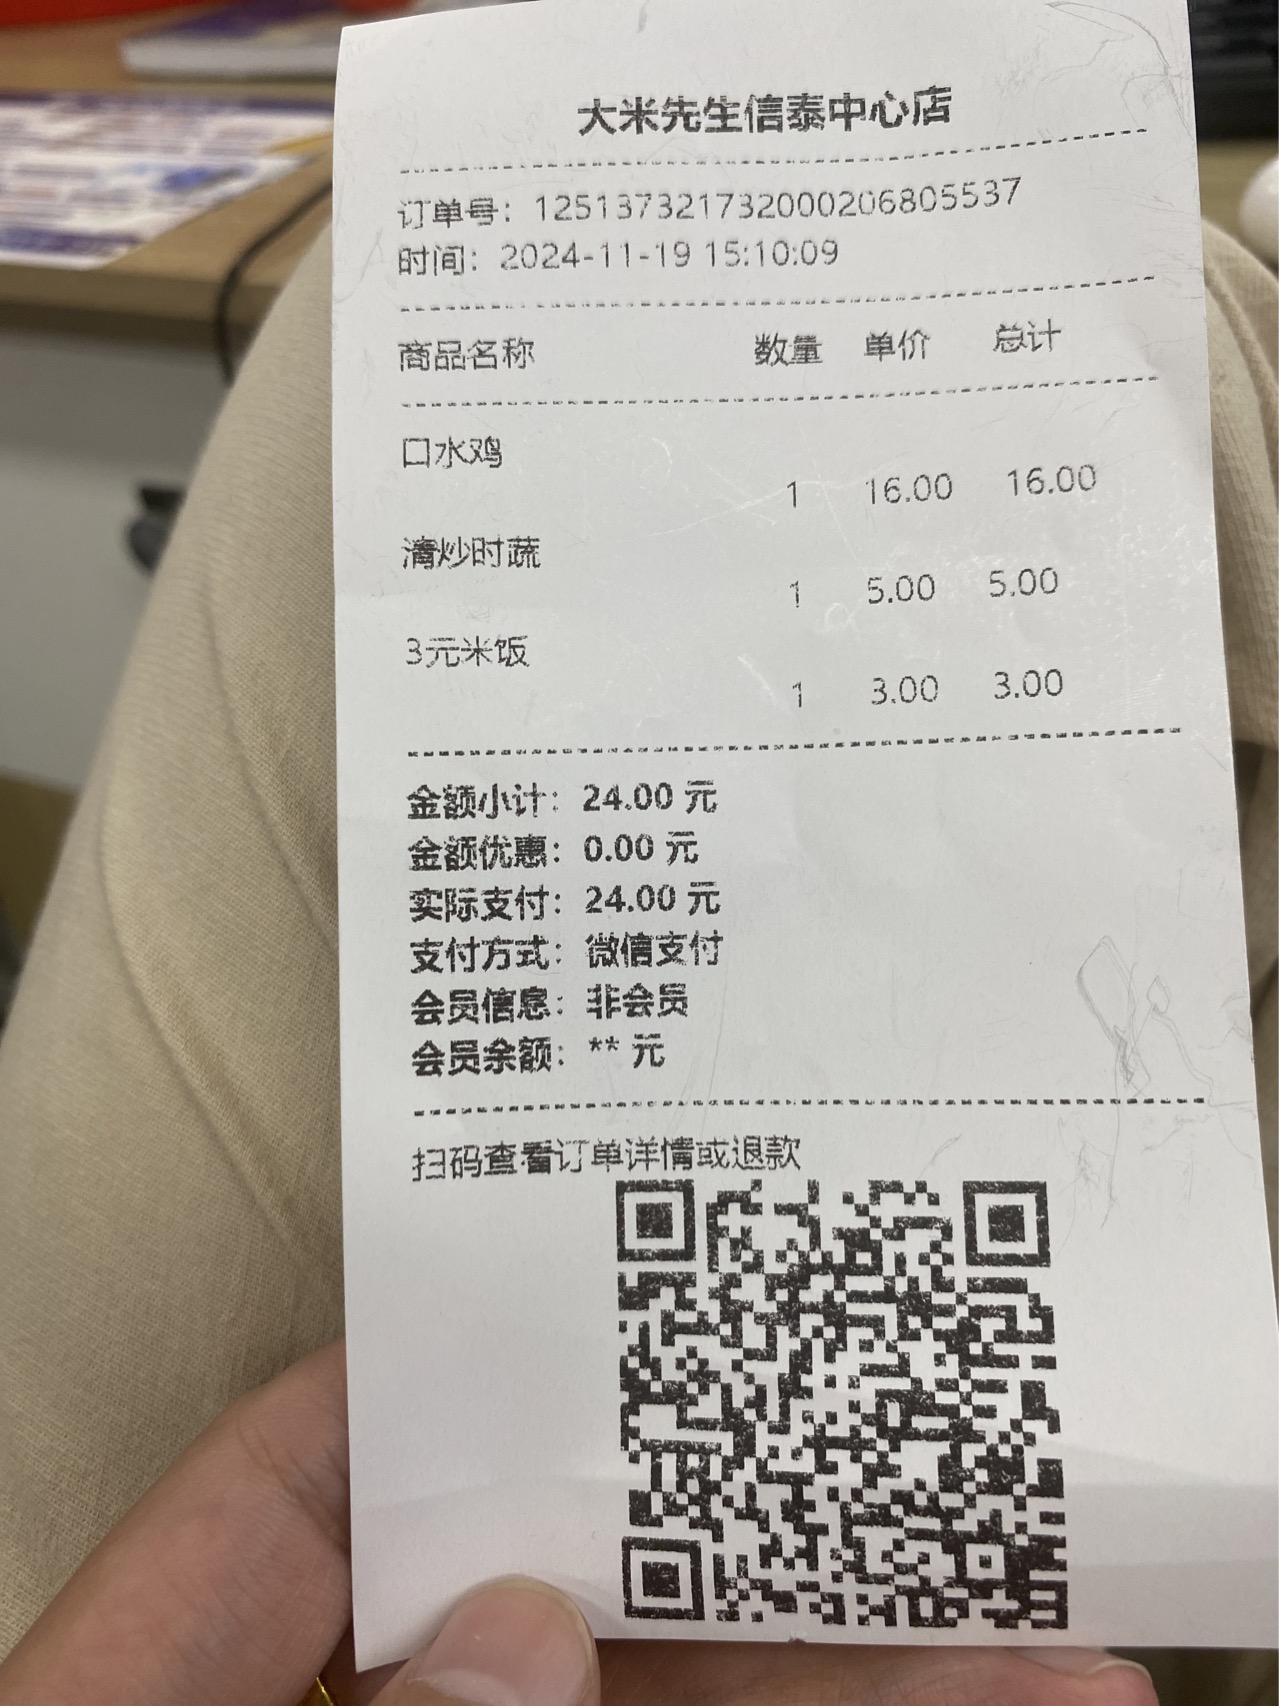 大米先生信泰中心店
订单号：125137321732000206805537
时间：2024-11-19 15:10:09
商品名称 数量 单价 总计
口水鸡
1 16.00 16.00
清炒时蔬
1 5.00 5.00
3元米饭
1 3.00 3.00
金额小计：24.00 元
金额优惠：0.00 元
实际支付：24.00 元
支付方式：微信支付
会员信息：非会员
会员余额：** 元
扫码查看订单详情或退款